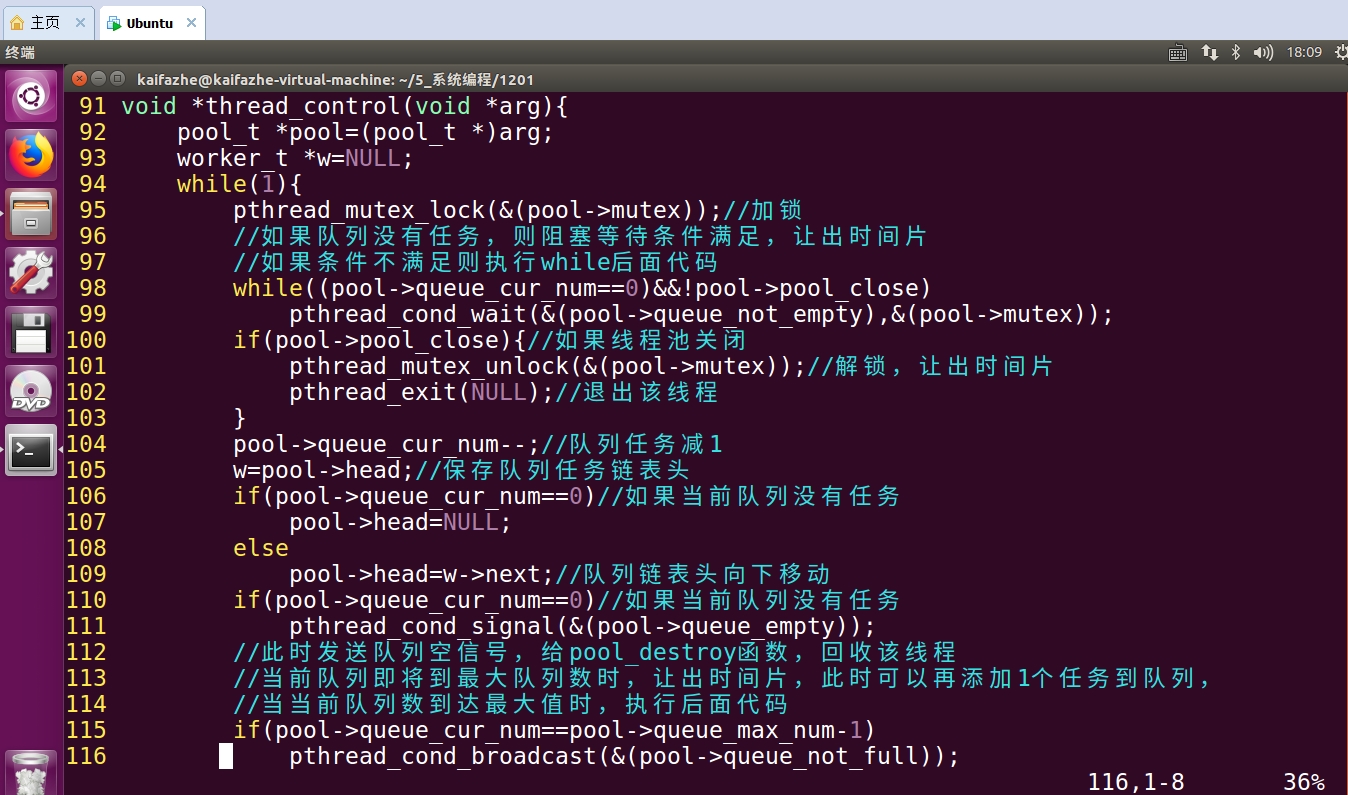 主页
Ubuntu
终端
18:09
kaifazhe@kaifazhe-virtual-machine: ~/5_系统编程/1201
91 void *thread_control(void *arg){
92     pool_t *pool=(pool_t *)arg;
93     worker_t *w=NULL;
94     while(1){
95         pthread_mutex_lock(&(pool->mutex));//加锁
96         //如果队列没有任务，则阻塞等待条件满足，让出时间片
97         //如果条件不满足则执行while后面代码
98         while((pool->queue_cur_num==0)&&!pool->pool_close)
99             pthread_cond_wait(&(pool->queue_not_empty),&(pool->mutex));
100         if(pool->pool_close){//如果线程池关闭
101             pthread_mutex_unlock(&(pool->mutex));//解锁，让出时间片
102             pthread_exit(NULL);//退出该线程
103         }
104         pool->queue_cur_num--;//队列任务减1
105         w=pool->head;//保存队列任务链表头
106         if(pool->queue_cur_num==0)//如果当前队列没有任务
107             pool->head=NULL;
108         else
109             pool->head=w->next;//队列链表头向下移动
110         if(pool->queue_cur_num==0)//如果当前队列没有任务
111             pthread_cond_signal(&(pool->queue_empty));
112         //此时发送队列空信号，给pool_destroy函数，回收该线程
113         //当前队列即将到最大队列数时，让出时间片，此时可以再添加1个任务到队列，
114         //当当前队列数到达最大值时，执行后面代码
115         if(pool->queue_cur_num==pool->queue_max_num-1)
116             pthread_cond_broadcast(&(pool->queue_not_full));
116,1-8 36%
DVD